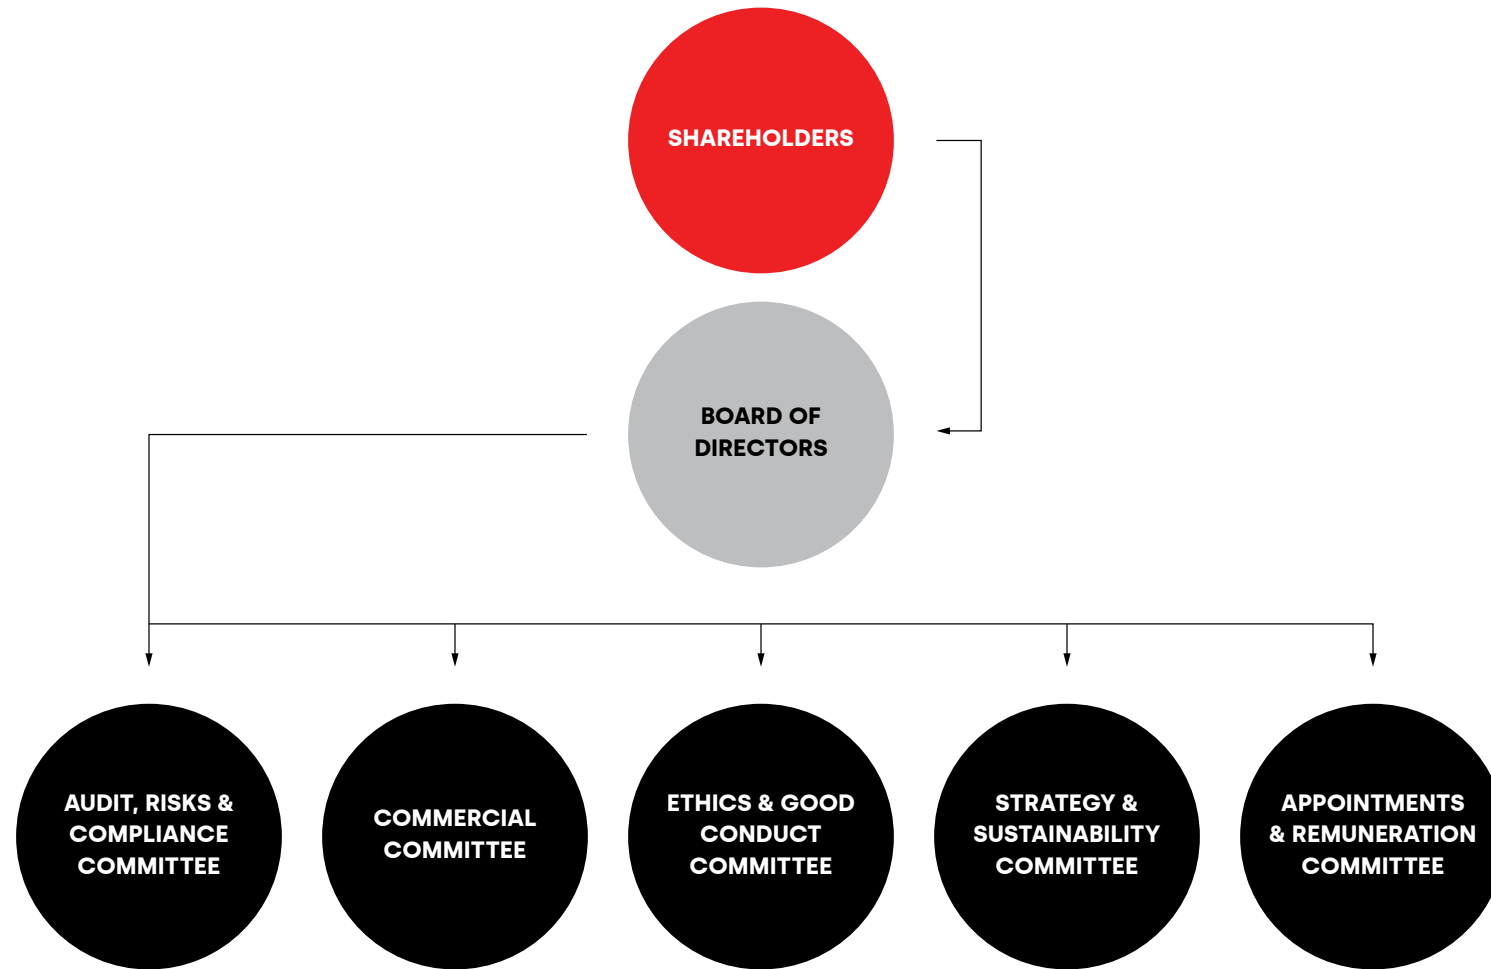 SHAREHOLDERS
BOARD OF
DIRECTORS
AUDIT, RISKS &
COMPLIANCE
COMMITTEE
COMMERCIAL
COMMITTEE
ETHICS & GOOD
CONDUCT
COMMITTEE
STRATEGY &
SUSTAINABILITY
COMMITTEE
APPOINTMENTS
& REMUNERATION
COMMITTEE